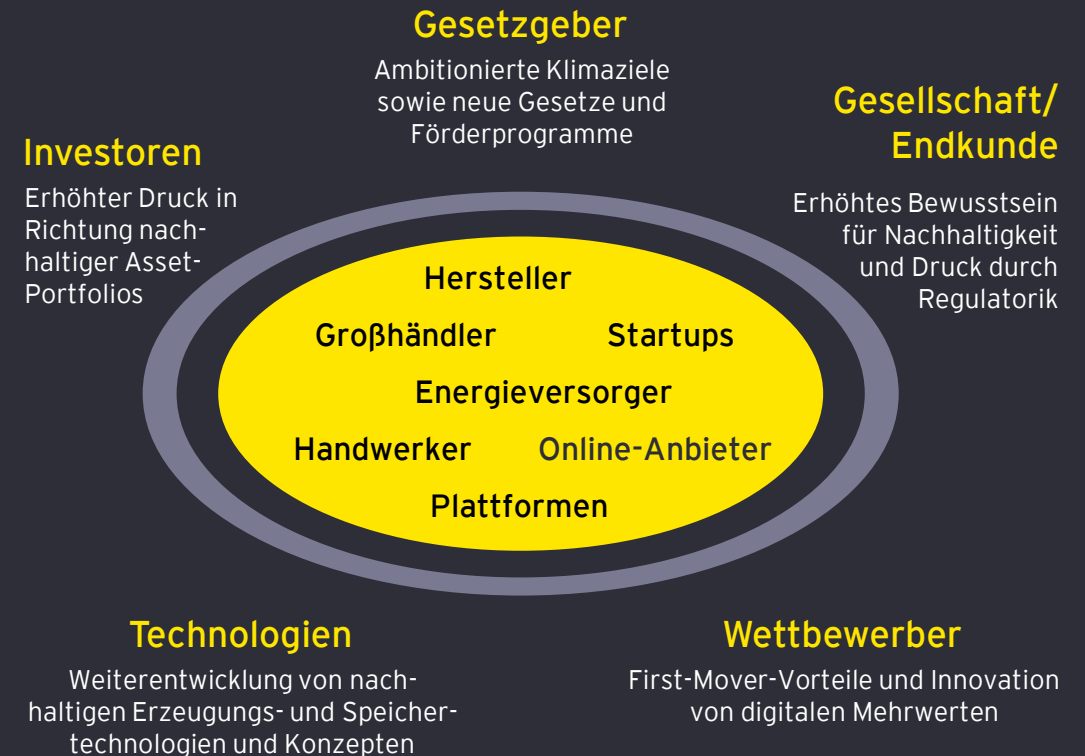 Gesetzgeber
Ambitionierte Klimaziele
sowie neue Gesetze und
Förderprogramme
Gesellschaft/
Endkunde
Erhöhtes Bewusstsein
für Nachhaltigkeit
und Druck durch
Regulatorik
Investoren
Erhöhter Druck in
Richtung nach-
haltiger Asset-
Portfolios
Hersteller
Großhändler Startups
Energieversorger
Handwerker Online-Anbieter
Plattformen
Technologien
Weiterentwicklung von nach-
haltigen Erzeugungs- und Speicher-
technologien und Konzepten
Wettbewerber
First-Mover-Vorteile und Innovation
von digitalen Mehrwerten